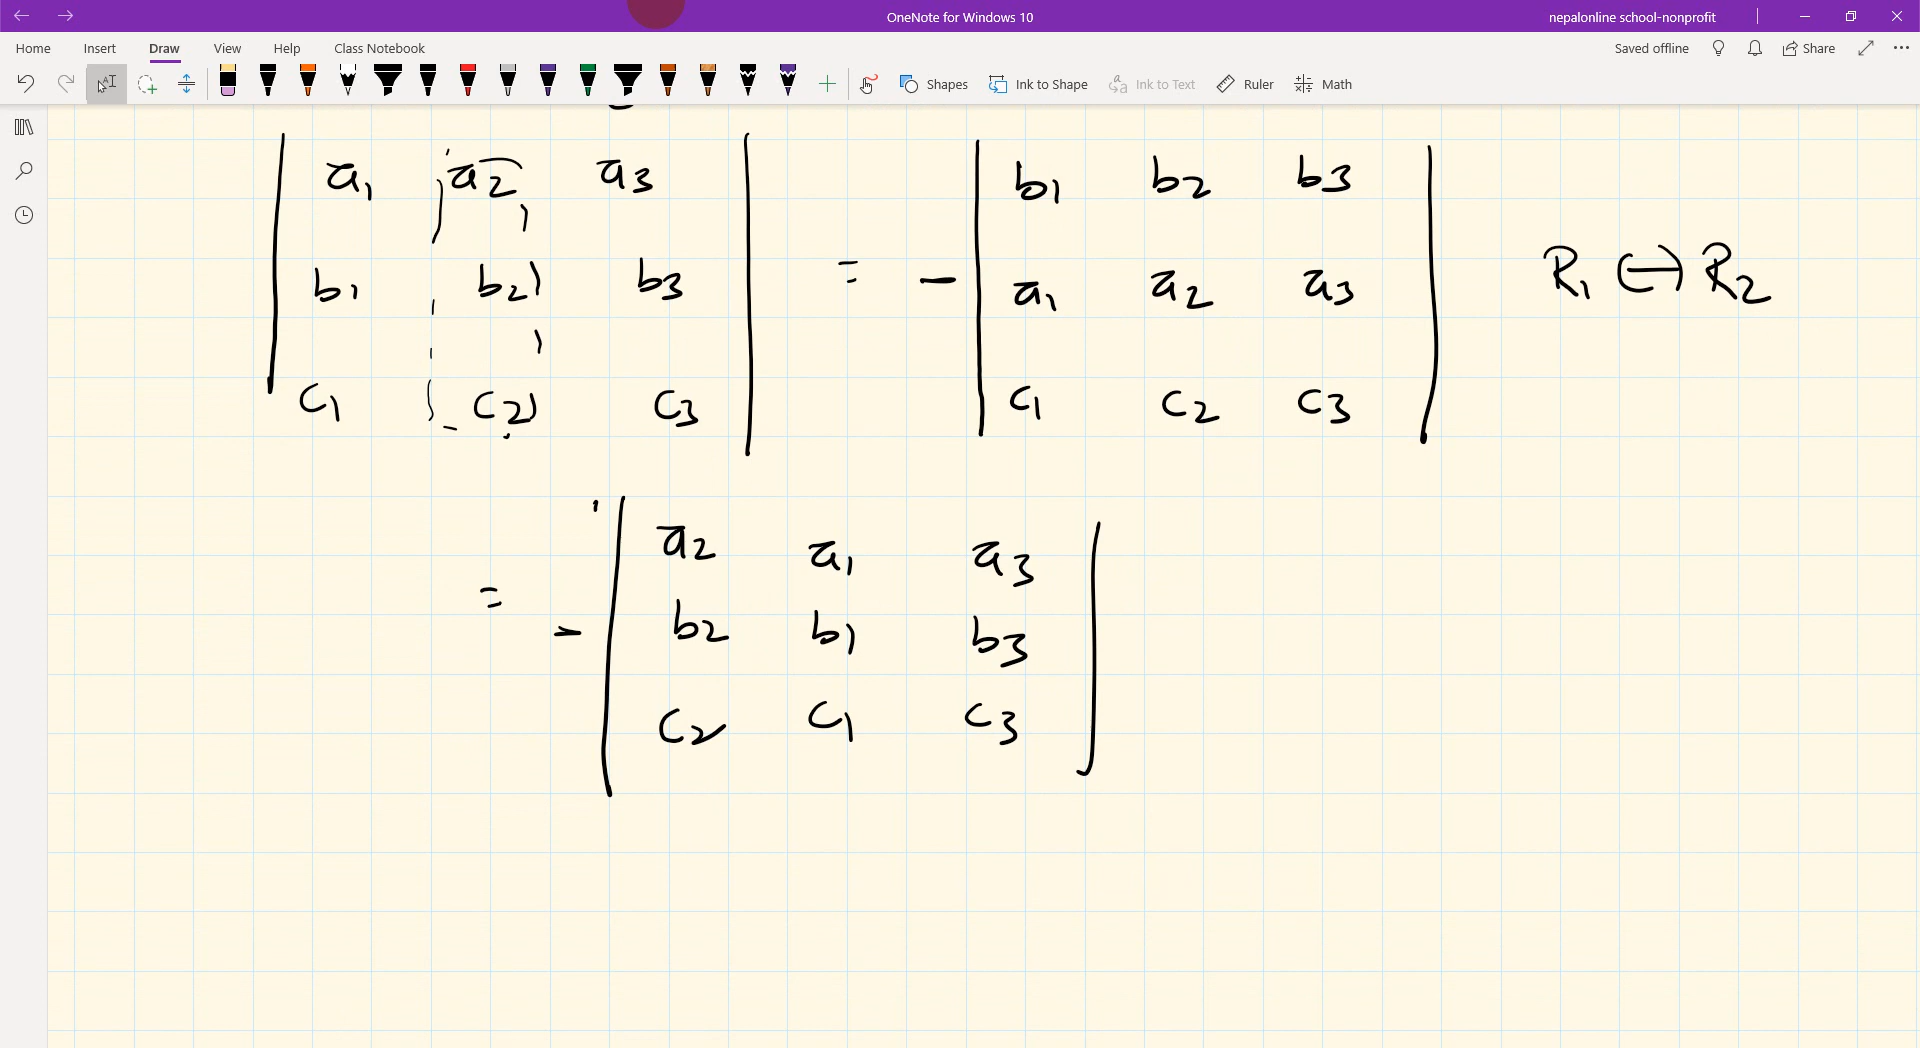 OneNote for Windows 10
nepalonline school-nonprofit
Home Insert Draw View Help Class Notebook
Saved offline Share
Shapes Ink to Shape Ink to Text Ruler Math
| a1 a2 a3 | = - | b1 b2 b3 |
| b1 b2 b3 | | a1 a2 a3 | R1 ↔ R2
| c1 c2 c3 | | c1 c2 c3 |
= - | a2 a1 a3 |
| b2 b1 b3 |
| c2 c1 c3 |